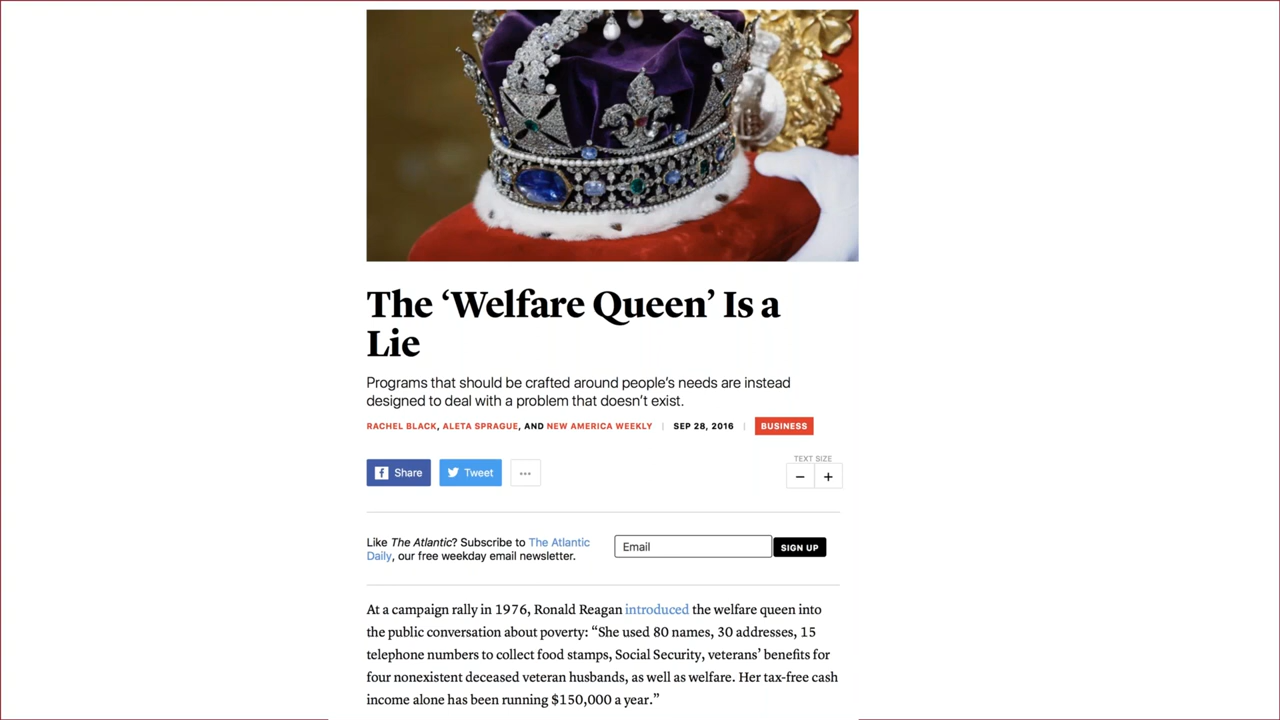 The ‘Welfare Queen’ Is a
Lie
Programs that should be crafted around people’s needs are instead
designed to deal with a problem that doesn’t exist.
RACHEL BLACK, ALETA SPRAGUE, AND NEW AMERICA WEEKLY | SEP 28, 2016 | BUSINESS
Share Tweet ...
TEXT SIZE
− +
Like The Atlantic? Subscribe to The Atlantic
Daily, our free weekday email newsletter.
Email SIGN UP
At a campaign rally in 1976, Ronald Reagan introduced the welfare queen into
the public conversation about poverty: “She used 80 names, 30 addresses, 15
telephone numbers to collect food stamps, Social Security, veterans’ benefits for
four nonexistent deceased veteran husbands, as well as welfare. Her tax-free cash
income alone has been running $150,000 a year.”